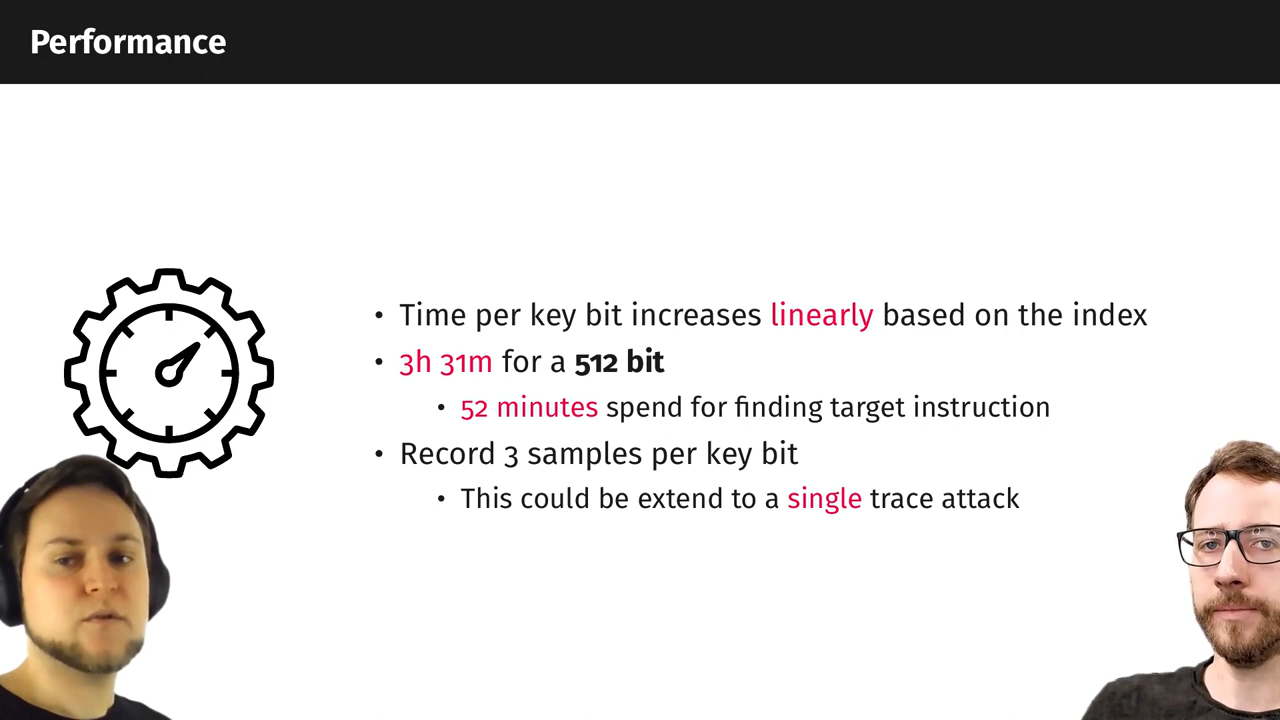 Performance
• Time per key bit increases linearly based on the index
• 3h 31m for a 512 bit
• 52 minutes spend for finding target instruction
• Record 3 samples per key bit
• This could be extend to a single trace attack